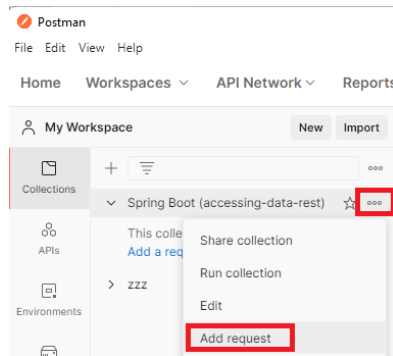 Postman
File Edit View Help
Home Workspaces API Network Reports
My Workspace New Import
Collections
Spring Boot (accessing-data-rest)
This colle
Add a req
APIs
Share collection
Run collection
zzz
Edit
Environments
Add request